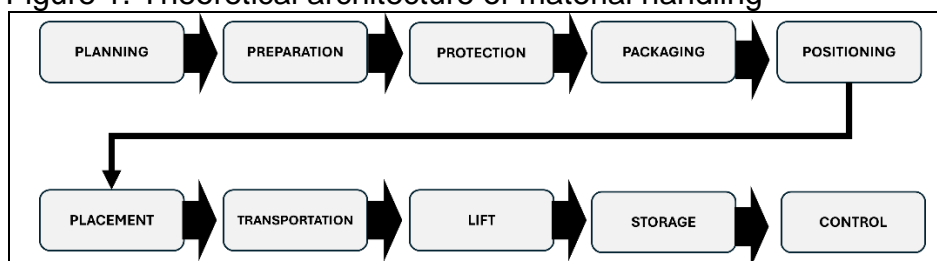 Figure 1. Theoretical architecture of material handling
PLANNING
PREPARATION
PROTECTION
PACKAGING
POSITIONING
PLACEMENT
TRANSPORTATION
LIFT
STORAGE
CONTROL